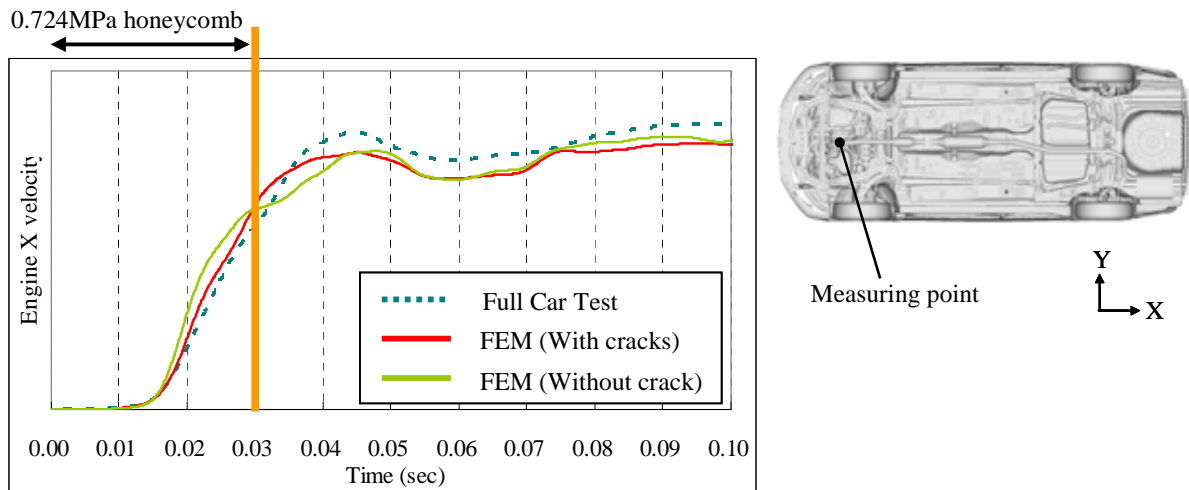 0.724MPa honeycomb
Engine X velocity
Full Car Test
FEM (With cracks)
FEM (Without crack)
0.00 0.01 0.02 0.03 0.04 0.05 0.06 0.07 0.08 0.09 0.10
Time (sec)
Measuring point
Y
X